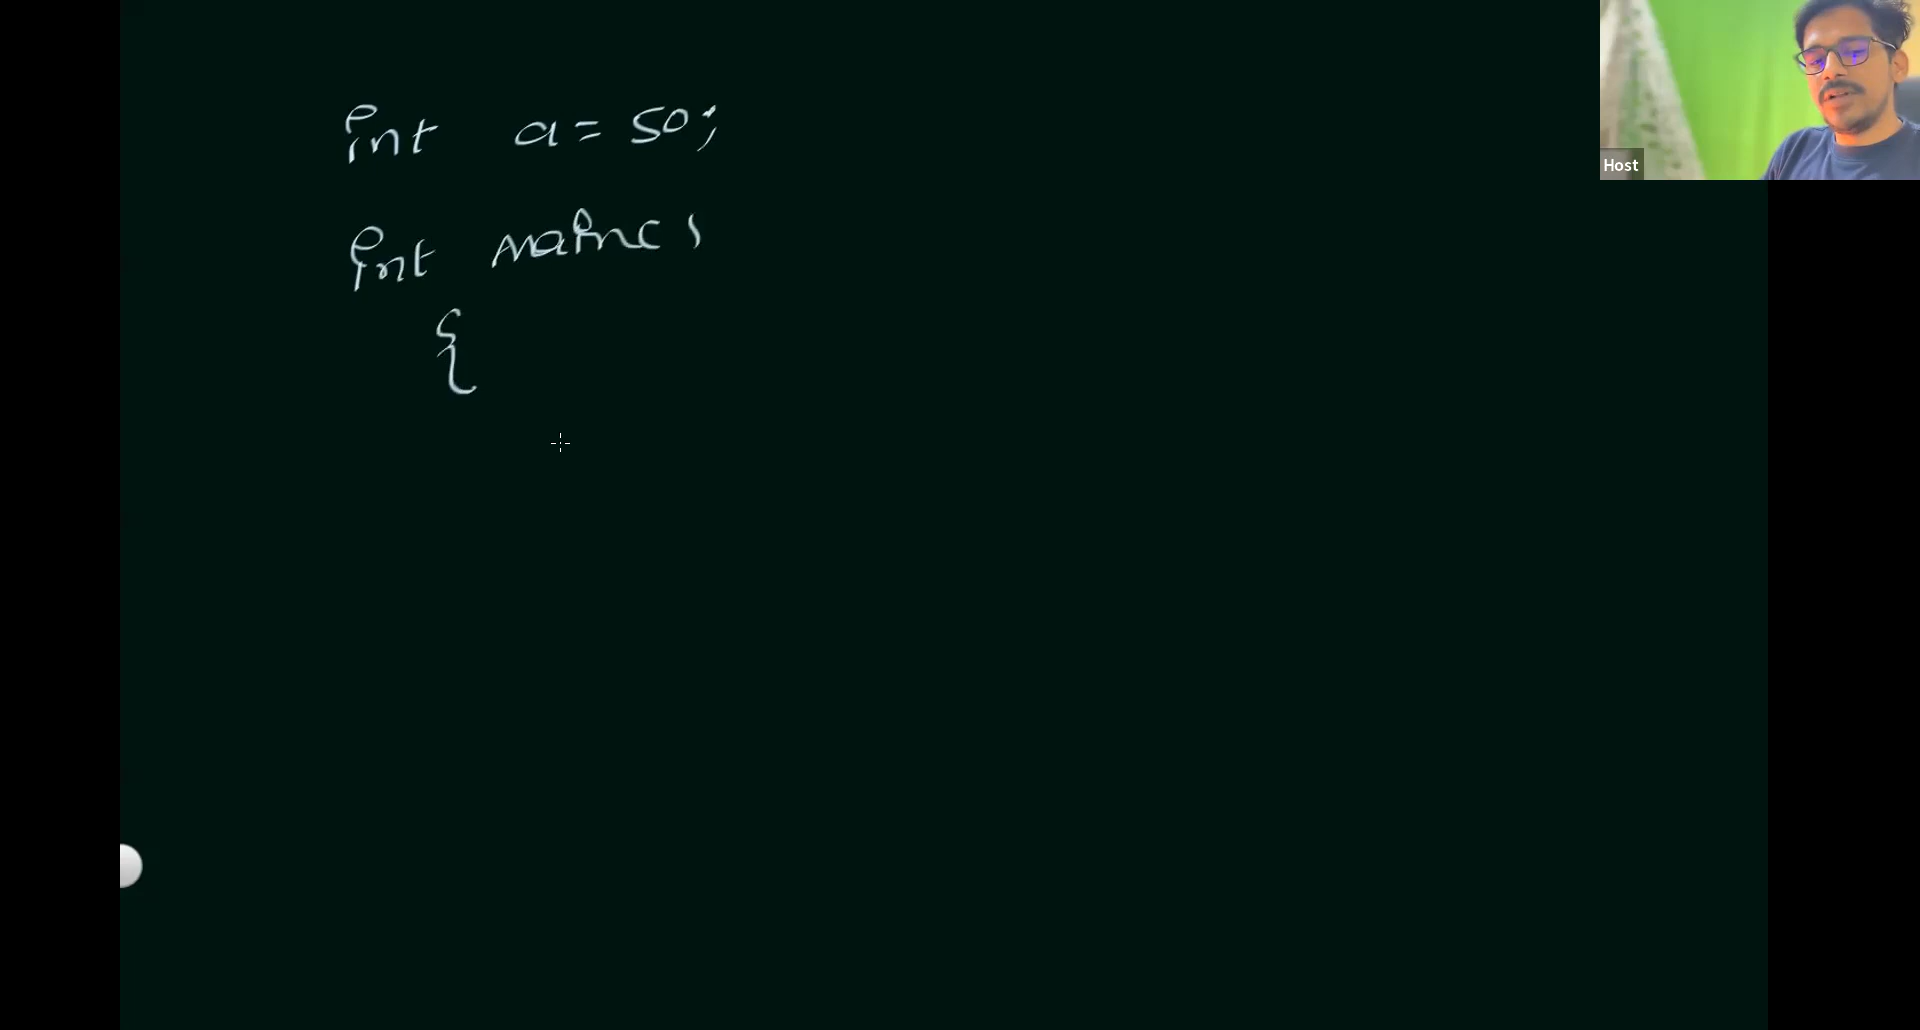 int a = 50;
int main( )
{
Host